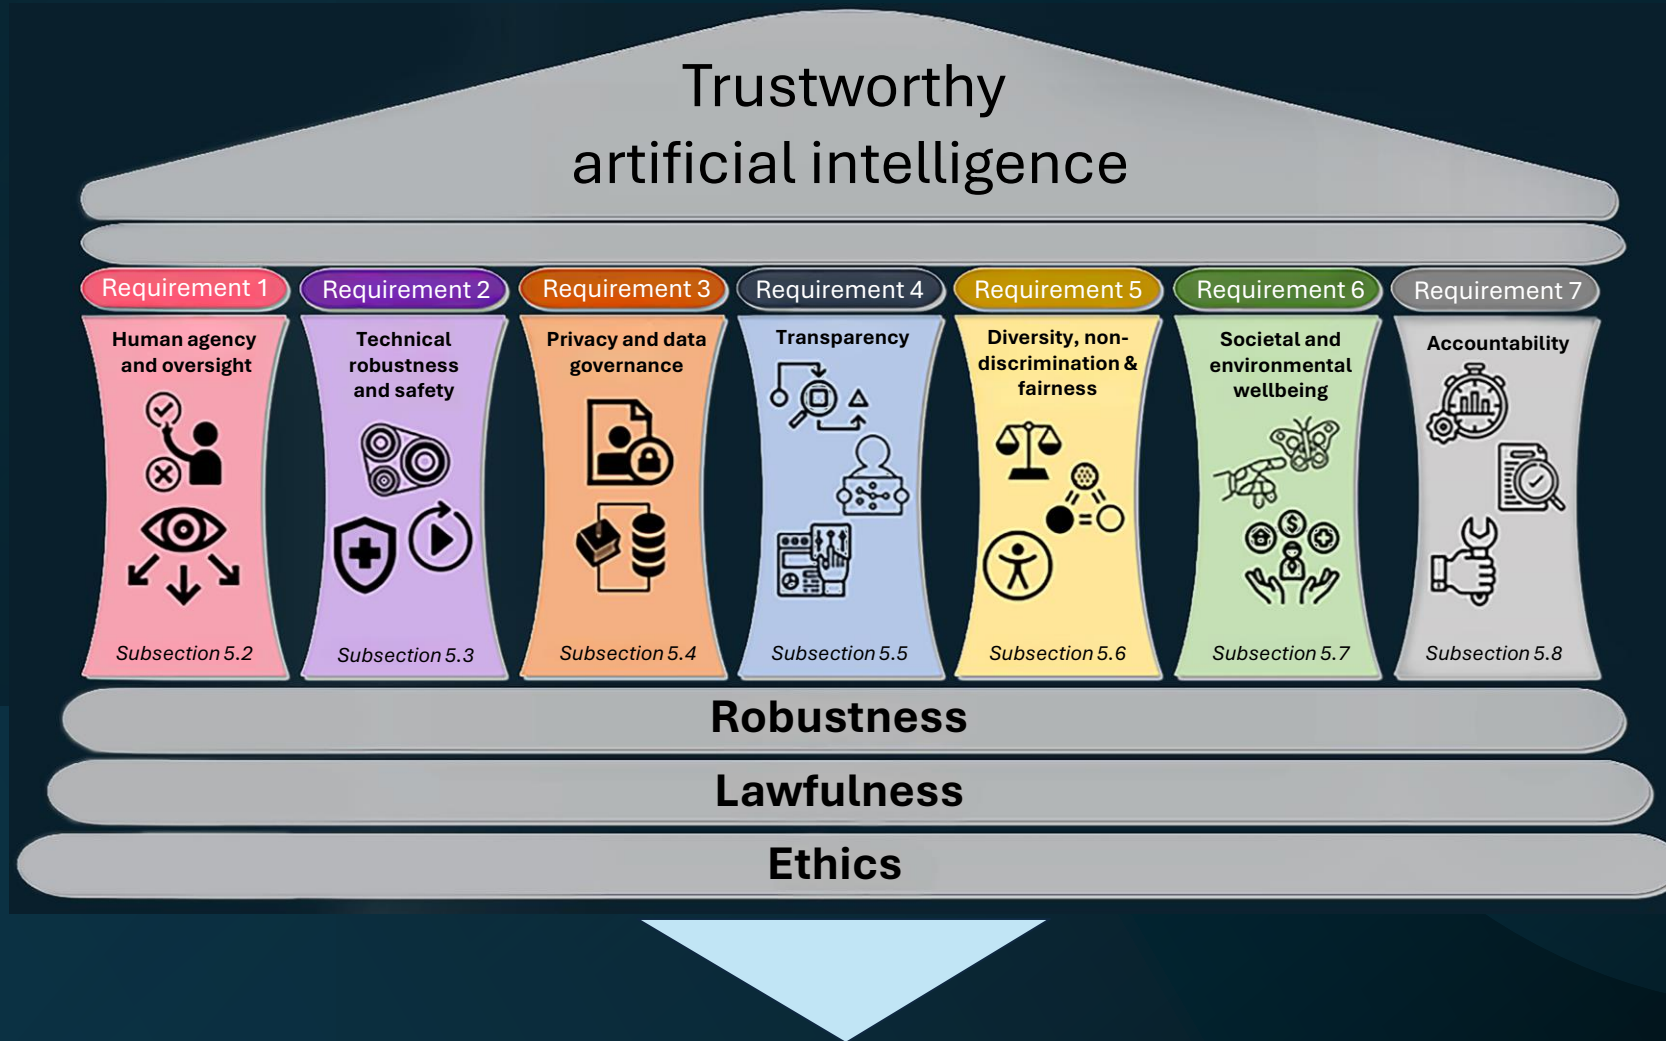 Trustworthy
artificial intelligence
Requirement 1
Requirement 2
Requirement 3
Requirement 4
Requirement 5
Requirement 6
Requirement 7
Human agency
and oversight
Technical
robustness
and safety
Privacy and data
governance
Transparency
Diversity, non-
discrimination &
fairness
Societal and
environmental
wellbeing
Accountability
Subsection 5.2
Subsection 5.3
Subsection 5.4
Subsection 5.5
Subsection 5.6
Subsection 5.7
Subsection 5.8
Robustness
Lawfulness
Ethics